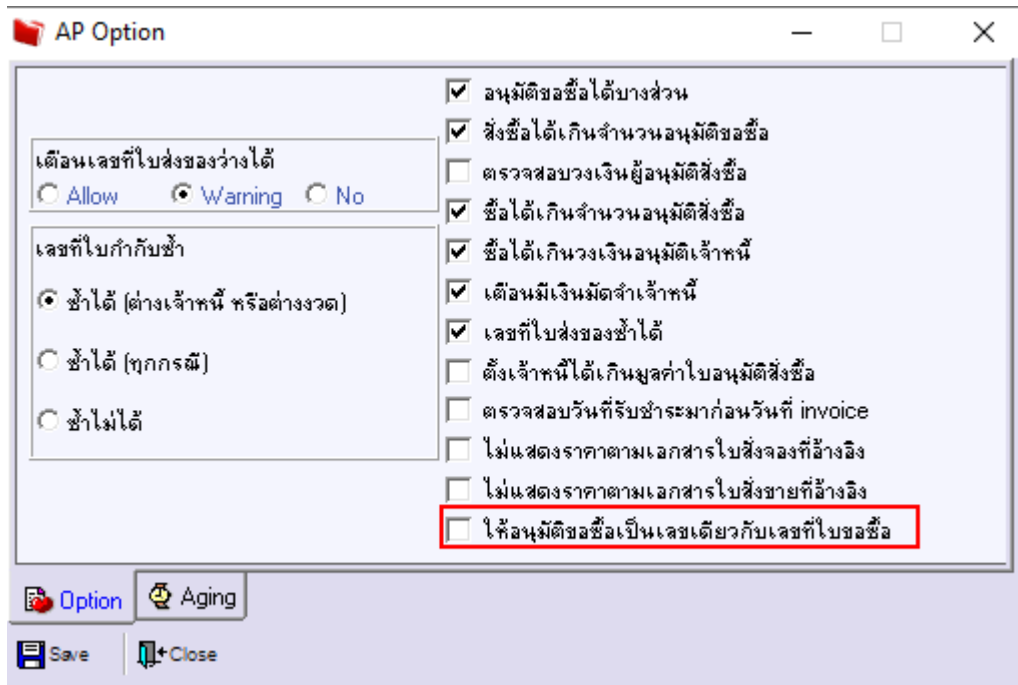 AP Option
เตือนเลขที่ใบส่งของว่างได้
Allow Warning No
เลขที่ใบกำกับซ้ำ
ซ้ำได้ (ต่างเจ้าหนี้ หรือต่างงวด)
ซ้ำได้ (ทุกกรณี)
ซ้ำไม่ได้
อนุมัติขอซื้อได้บางส่วน
สั่งซื้อได้เกินจำนวนอนุมัติขอซื้อ
ตรวจสอบวงเงินผู้อนุมัติสั่งซื้อ
ซื้อได้เกินจำนวนอนุมัติสั่งซื้อ
ซื้อได้เกินวงเงินอนุมัติเจ้าหนี้
เตือนมีเงินมัดจำเจ้าหนี้
เลขที่ใบส่งของซ้ำได้
ตั้งเจ้าหนี้ได้เกินมูลค่าใบอนุมัติสั่งซื้อ
ตรวจสอบวันที่รับชำระมาก่อนวันที่ invoice
ไม่แสดงราคาตามเอกสารใบสั่งจองที่อ้างอิง
ไม่แสดงราคาตามเอกสารใบสั่งขายที่อ้างอิง
ให้อนุมัติขอซื้อเป็นเลขเดียวกับเลขที่ใบขอซื้อ
Option Aging
Save Close